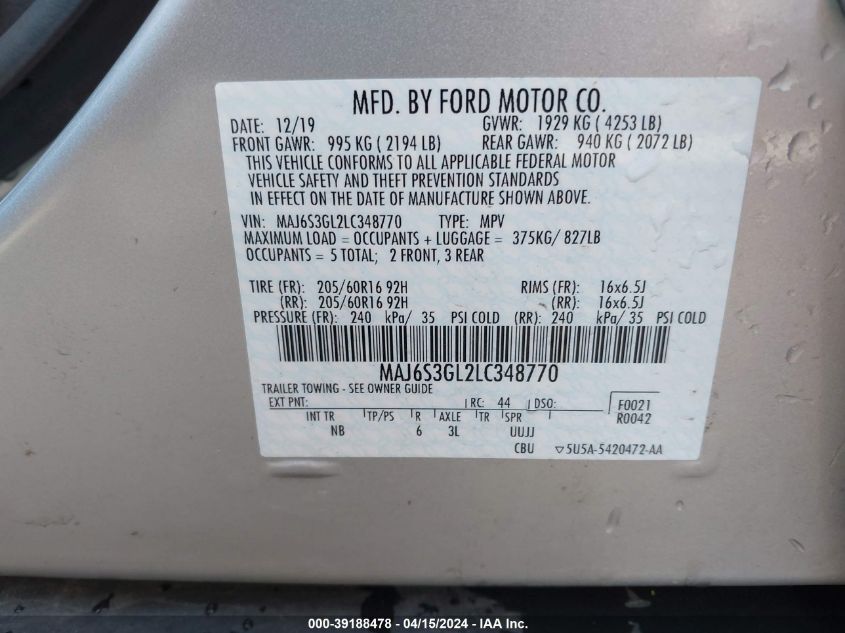 MFD. BY FORD MOTOR CO.
DATE: 12/19 GVWR: 1929 KG ( 4253 LB)
FRONT GAWR: 995 KG ( 2194 LB) REAR GAWR: 940 KG ( 2072 LB)
THIS VEHICLE CONFORMS TO ALL APPLICABLE FEDERAL MOTOR
VEHICLE SAFETY AND THEFT PREVENTION STANDARDS
IN EFFECT ON THE DATE OF MANUFACTURE SHOWN ABOVE.
VIN: MAJ6S3GL2LC348770 TYPE: MPV
MAXIMUM LOAD = OCCUPANTS + LUGGAGE = 375KG/ 827LB
OCCUPANTS = 5 TOTAL; 2 FRONT, 3 REAR
TIRE (FR): 205/60R16 92H RIMS (FR): 16x6.5J
(RR): 205/60R16 92H (RR): 16x6.5J
PRESSURE (FR): 240 kPa/ 35 PSI COLD (RR): 240 kPa/ 35 PSI COLD
MAJ6S3GL2LC348770
TRAILER TOWING - SEE OWNER GUIDE
EXT PNT: RC: 44 DSO: F0021
INT TR TP/PS R AXLE TR SPR R0042
NB 6 3L UUJJ
CBU ▽5U5A-5420472-AA
000-39188478 - 04/15/2024 - IAA Inc.